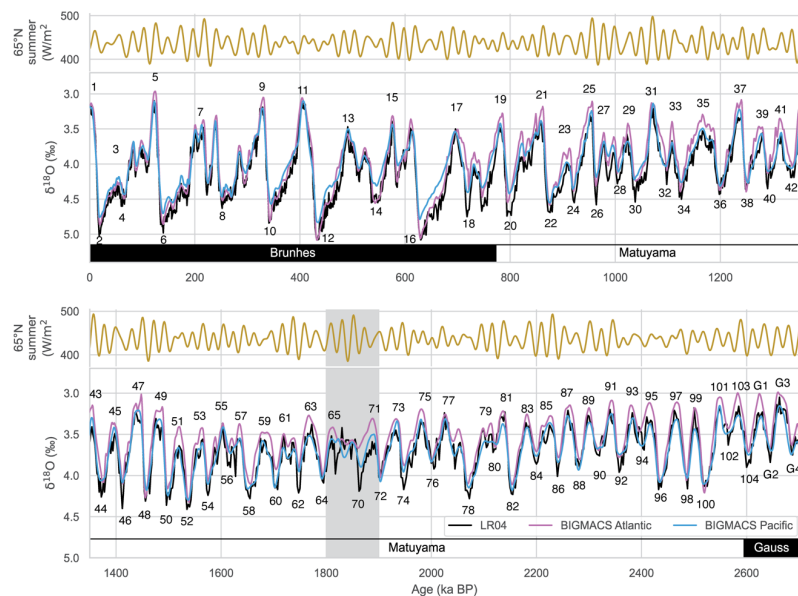 500
400
65°N
summer
(W/m²)
1 3 5 7 9 11 13 15 17 19 21 23 25 27 29 31 33 35 37 39 41
3.0
3.5
4.0
4.5
5.0
δ¹⁸O (‰)
2 4 6 8 10 12 14 16 18 20 22 24 26 28 30 32 34 36 38 40 42
Brunhes Matuyama
0 200 400 600 800 1000 1200
500
400
65°N
summer
(W/m²)
43 45 47 49 51 53 55 57 59 61 63 65 71 73 75 77 79 81 83 85 87 89 91 93 95 97 99 101 103 G1 G3
3.0
3.5
4.0
4.5
5.0
δ¹⁸O (‰)
44 46 48 50 52 54 56 58 60 62 64 70 72 74 76 78 80 82 84 86 88 90 92 94 96 98 100 102 104 G2 G4
LR04 BIGMACS Atlantic BIGMACS Pacific
Matuyama Gauss
1400 1600 1800 2000 2200 2400 2600
Age (ka BP)